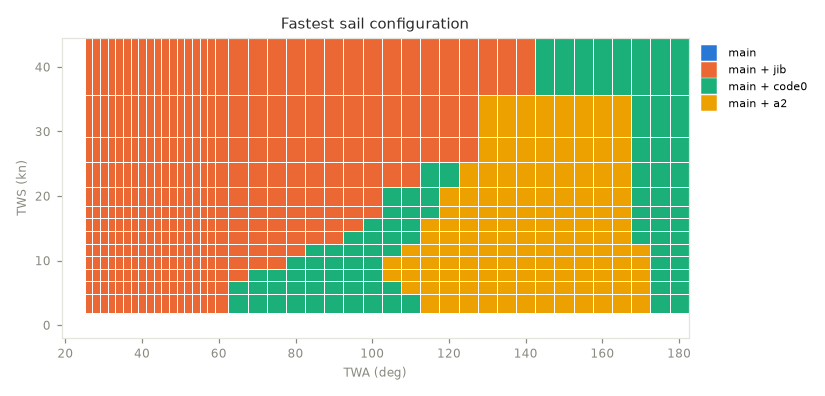 Fastest sail configuration
main
main + jib
main + code0
main + a2
TWS (kn)
40
30
20
10
0
20 40 60 80 100 120 140 160 180
TWA (deg)